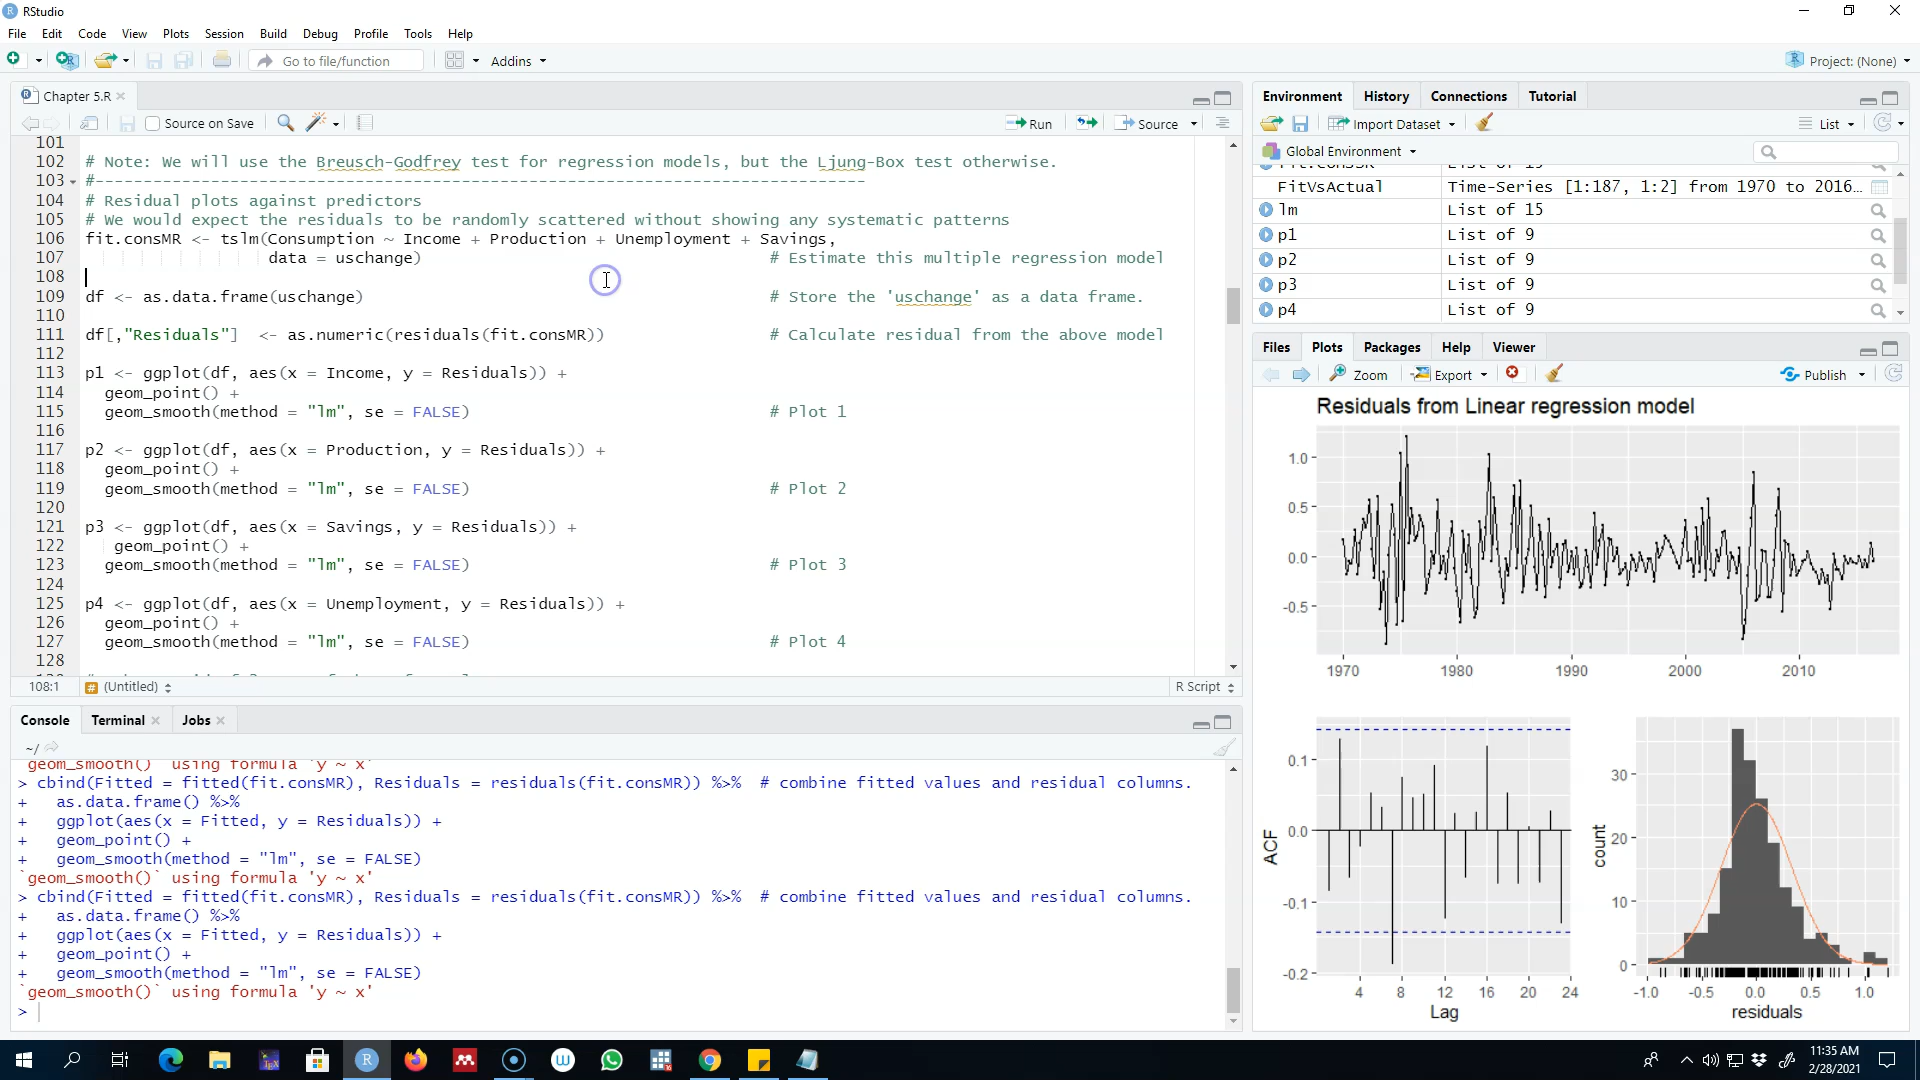 RStudio
File Edit Code View Plots Session Build Debug Profile Tools Help
Go to file/function
Addins
Project: (None)
Chapter 5.R
Source on Save
Run
Source
101
102 # Note: We will use the Breusch-Godfrey test for regression models, but the Ljung-Box test otherwise.
103 #--------------------------------------------------------------------------------
104 # Residual plots against predictors
105 # We would expect the residuals to be randomly scattered without showing any systematic patterns
106 fit.consMR <- tslm(Consumption ~ Income + Production + Unemployment + Savings,
107 data = uschange) # Estimate this multiple regression model
108
109 df <- as.data.frame(uschange) # Store the 'uschange' as a data frame.
110
111 df[,"Residuals"] <- as.numeric(residuals(fit.consMR)) # Calculate residual from the above model
112
113 p1 <- ggplot(df, aes(x = Income, y = Residuals)) +
114 geom_point() +
115 geom_smooth(method = "lm", se = FALSE) # Plot 1
116
117 p2 <- ggplot(df, aes(x = Production, y = Residuals)) +
118 geom_point() +
119 geom_smooth(method = "lm", se = FALSE) # Plot 2
120
121 p3 <- ggplot(df, aes(x = Savings, y = Residuals)) +
122 geom_point() +
123 geom_smooth(method = "lm", se = FALSE) # Plot 3
124
125 p4 <- ggplot(df, aes(x = Unemployment, y = Residuals)) +
126 geom_point() +
127 geom_smooth(method = "lm", se = FALSE) # Plot 4
128
108:1 (Untitled) R Script
Console Terminal Jobs
~/
`geom_smooth()` using formula 'y ~ x'
> cbind(Fitted = fitted(fit.consMR), Residuals = residuals(fit.consMR)) %>% # combine fitted values and residual columns.
+ as.data.frame() %>%
+ ggplot(aes(x = Fitted, y = Residuals)) +
+ geom_point() +
+ geom_smooth(method = "lm", se = FALSE)
`geom_smooth()` using formula 'y ~ x'
> cbind(Fitted = fitted(fit.consMR), Residuals = residuals(fit.consMR)) %>% # combine fitted values and residual columns.
+ as.data.frame() %>%
+ ggplot(aes(x = Fitted, y = Residuals)) +
+ geom_point() +
+ geom_smooth(method = "lm", se = FALSE)
`geom_smooth()` using formula 'y ~ x'
>
Environment History Connections Tutorial
Import Dataset List
Global Environment
FitVsActual Time-Series [1:187, 1:2] from 1970 to 2016...
lm List of 15
p1 List of 9
p2 List of 9
p3 List of 9
p4 List of 9
Files Plots Packages Help Viewer
Zoom Export Publish
Residuals from Linear regression model
1.0
0.5
0.0
-0.5
1970 1980 1990 2000 2010
0.1
0.0
-0.1
-0.2
ACF
4 8 12 16 20 24
Lag
30
20
10
0
count
-1.0 -0.5 0.0 0.5 1.0
residuals
11:35 AM
2/28/2021